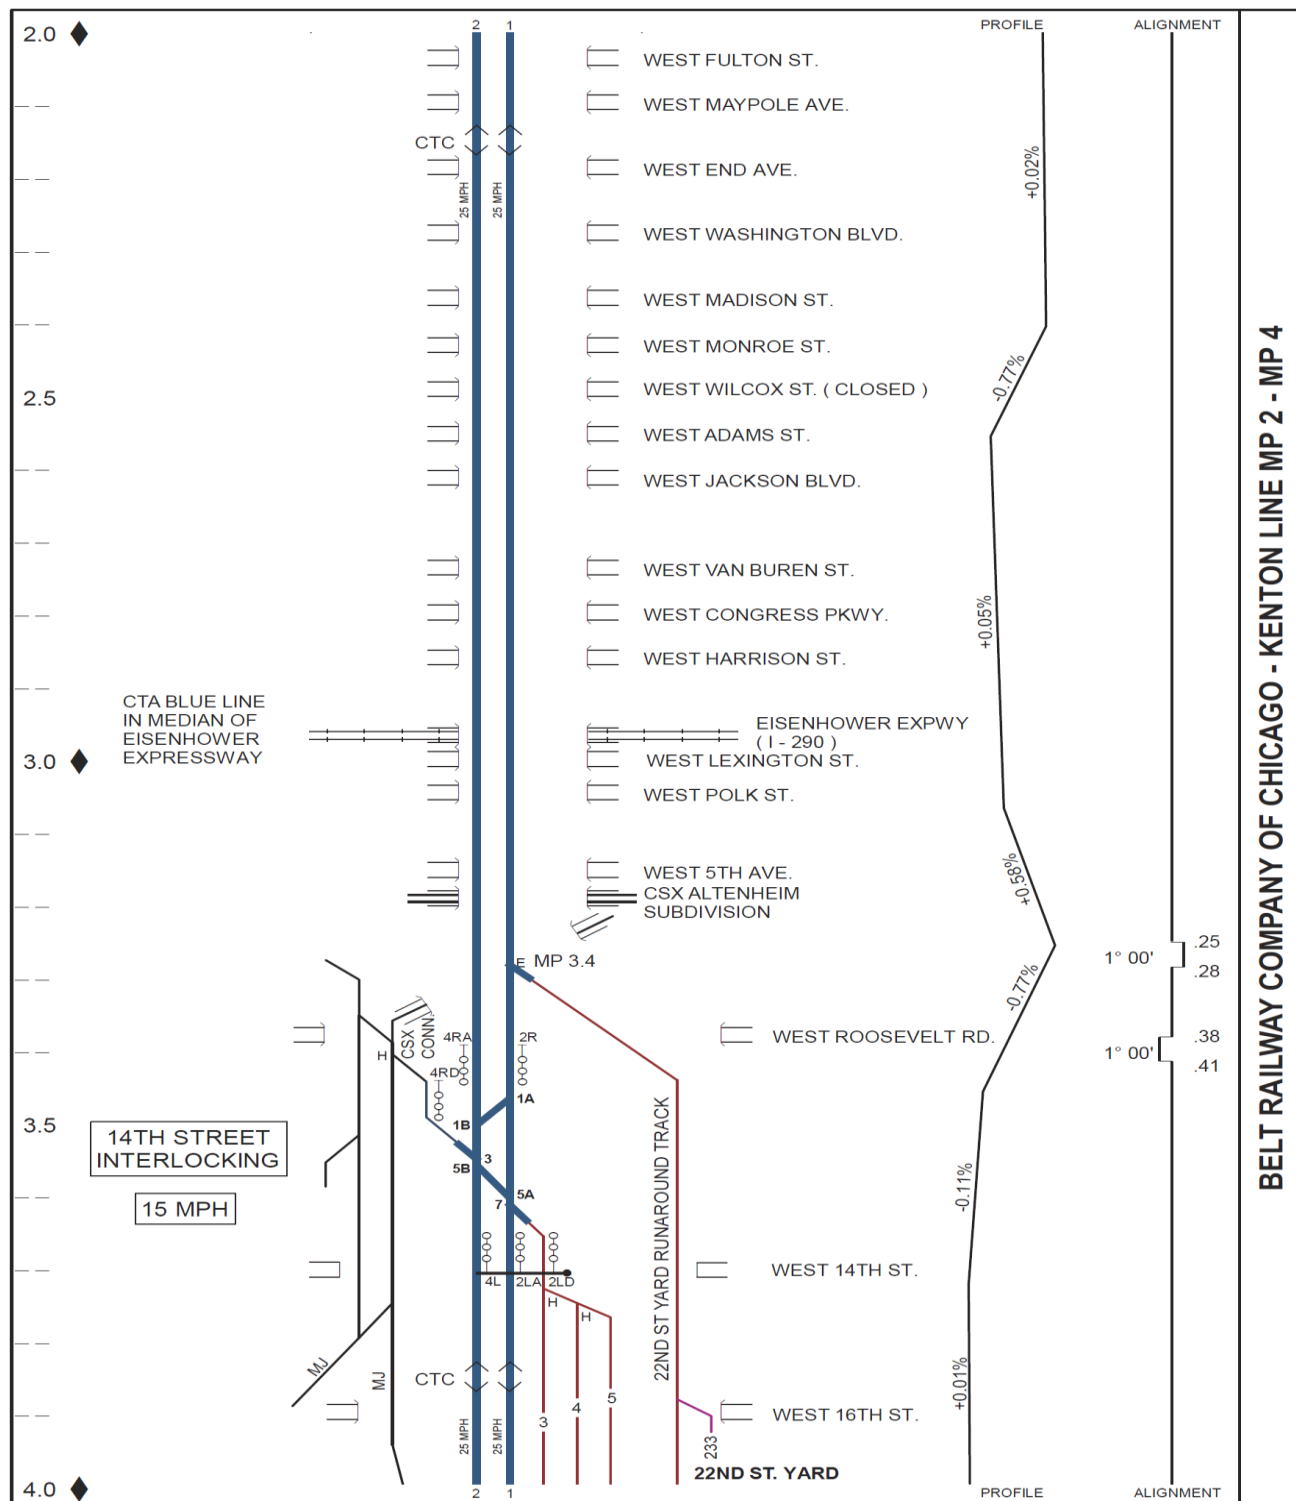 2 1 PROFILE ALIGNMENT
2.0
WEST FULTON ST.
WEST MAYPOLE AVE.
CTC
WEST END AVE.
+0.02%
25 MPH 25 MPH
WEST WASHINGTON BLVD.
WEST MADISON ST.
WEST MONROE ST.
-0.77%
WEST WILCOX ST. ( CLOSED )
2.5
WEST ADAMS ST.
WEST JACKSON BLVD.
WEST VAN BUREN ST.
WEST CONGRESS PKWY.
+0.05%
WEST HARRISON ST.
CTA BLUE LINE
IN MEDIAN OF
EISENHOWER
EXPRESSWAY
EISENHOWER EXPWY
( I - 290 )
3.0
WEST LEXINGTON ST.
WEST POLK ST.
WEST 5TH AVE.
+0.58%
CSX ALTENHEIM
SUBDIVISION
E MP 3.4
.25
1° 00'
.28
-0.77%
CSX
CONN.
4RA 2R
WEST ROOSEVELT RD.
.38
1° 00'
.41
H
4RD
1A
1B
3.5
14TH STREET
INTERLOCKING
3
5B
5A
7
15 MPH
-0.11%
22ND ST YARD RUNAROUND TRACK
WEST 14TH ST.
4L 2LA 2LD
H
H
MJ
MJ
CTC
+0.01%
5
4
3
WEST 16TH ST.
25 MPH 25 MPH
233
22ND ST. YARD
4.0
2 1 PROFILE ALIGNMENT
BELT RAILWAY COMPANY OF CHICAGO - KENTON LINE MP 2 - MP 4